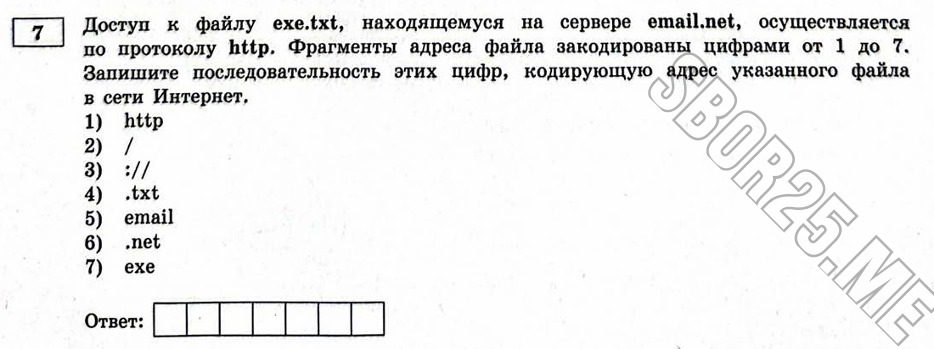 7
Доступ к файлу exe.txt, находящемуся на сервере email.net, осуществляется
по протоколу http. Фрагменты адреса файла закодированы цифрами от 1 до 7.
Запишите последовательность этих цифр, кодирующую адрес указанного файла
в сети Интернет.
1) http
2) /
3) ://
4) .txt
5) email
6) .net
7) exe
Ответ:
SBOR25.ME